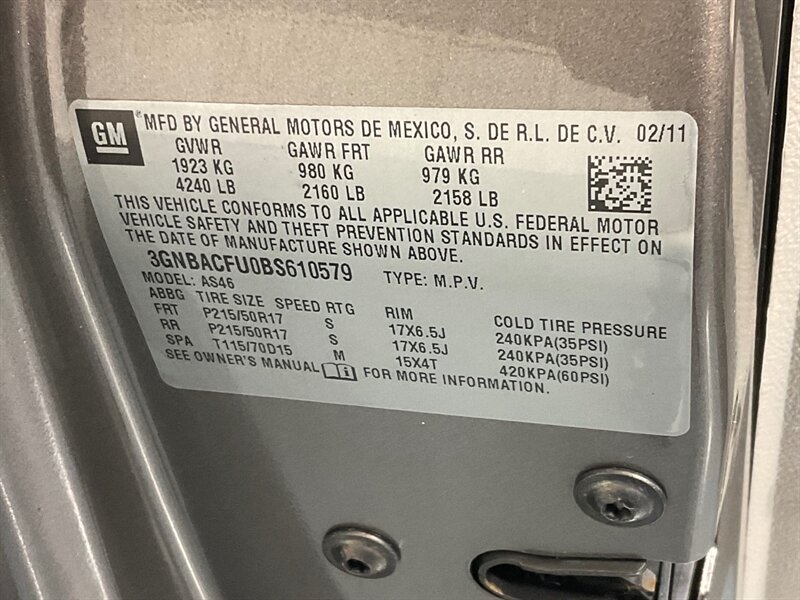 GM ® MFD BY GENERAL MOTORS DE MEXICO, S. DE R.L. DE C.V. 02/11
GVWR GAWR FRT GAWR RR
1923 KG 980 KG 979 KG
4240 LB 2160 LB 2158 LB
THIS VEHICLE CONFORMS TO ALL APPLICABLE U.S. FEDERAL MOTOR
VEHICLE SAFETY AND THEFT PREVENTION STANDARDS IN EFFECT ON
THE DATE OF MANUFACTURE SHOWN ABOVE.
3GNBACFU0BS610579 TYPE: M.P.V.
MODEL: AS46
ABBG TIRE SIZE SPEED RTG RIM COLD TIRE PRESSURE
FRT P215/50R17 S 17X6.5J 240KPA(35PSI)
RR P215/50R17 S 17X6.5J 240KPA(35PSI)
SPA T115/70D15 M 15X4T 420KPA(60PSI)
SEE OWNER'S MANUAL FOR MORE INFORMATION.